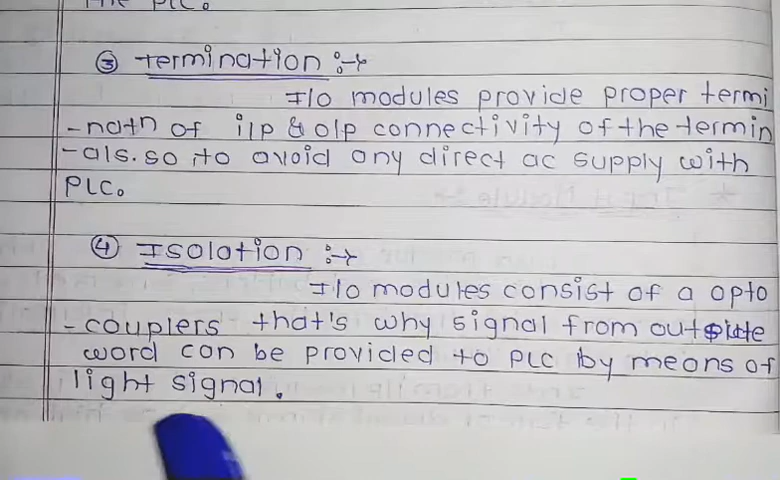 the PLC.
③ Termination :→
I/O modules provide proper termi
-natn of i/p & o/p connectivity of the termin
-als. so to avoid any direct ac supply with
PLC.
④ Isolation :→
I/O modules consist of a opto
-couplers that's why signal from outside
word can be provided to PLC by means of
light signal.